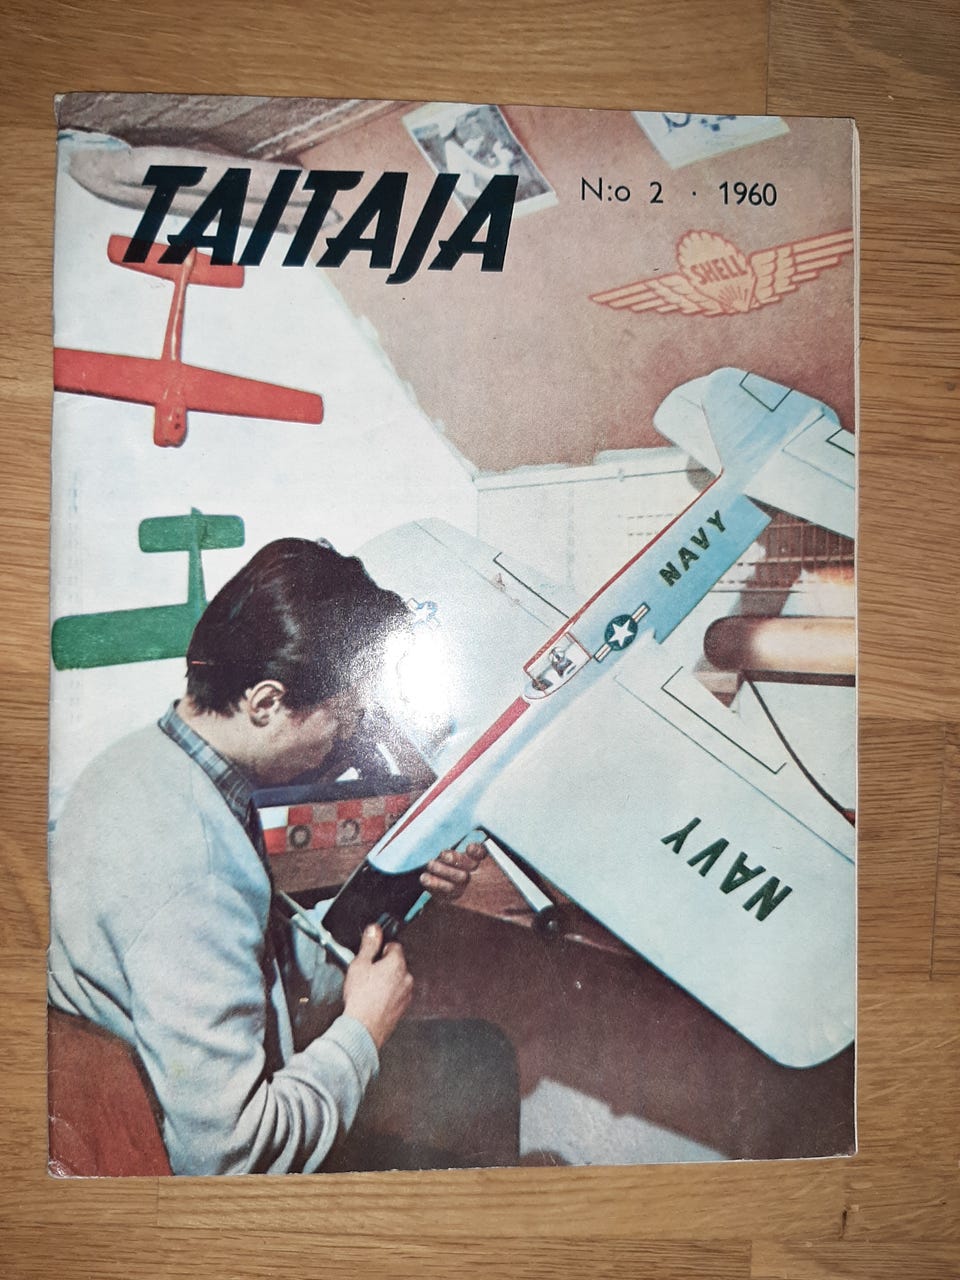 TAITAJA
N:o 2 · 1960
SHELL
NAVY
NAVY